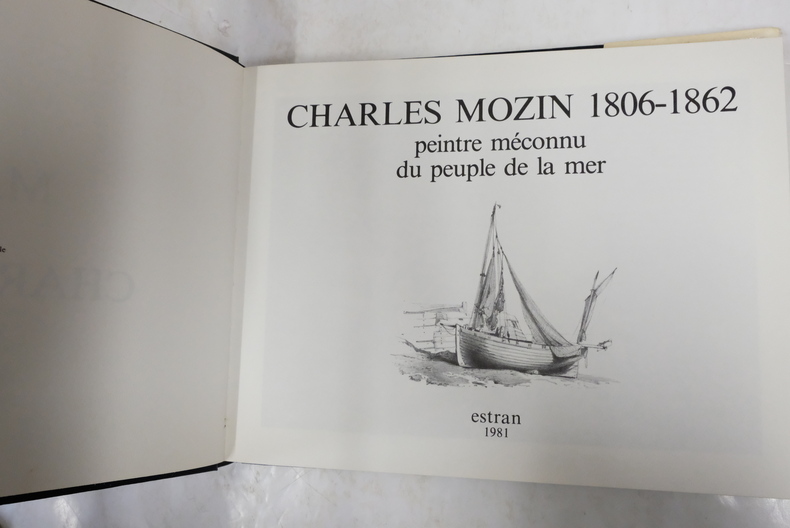 CHARLES MOZIN 1806-1862
peintre méconnu
du peuple de la mer
estran
1981